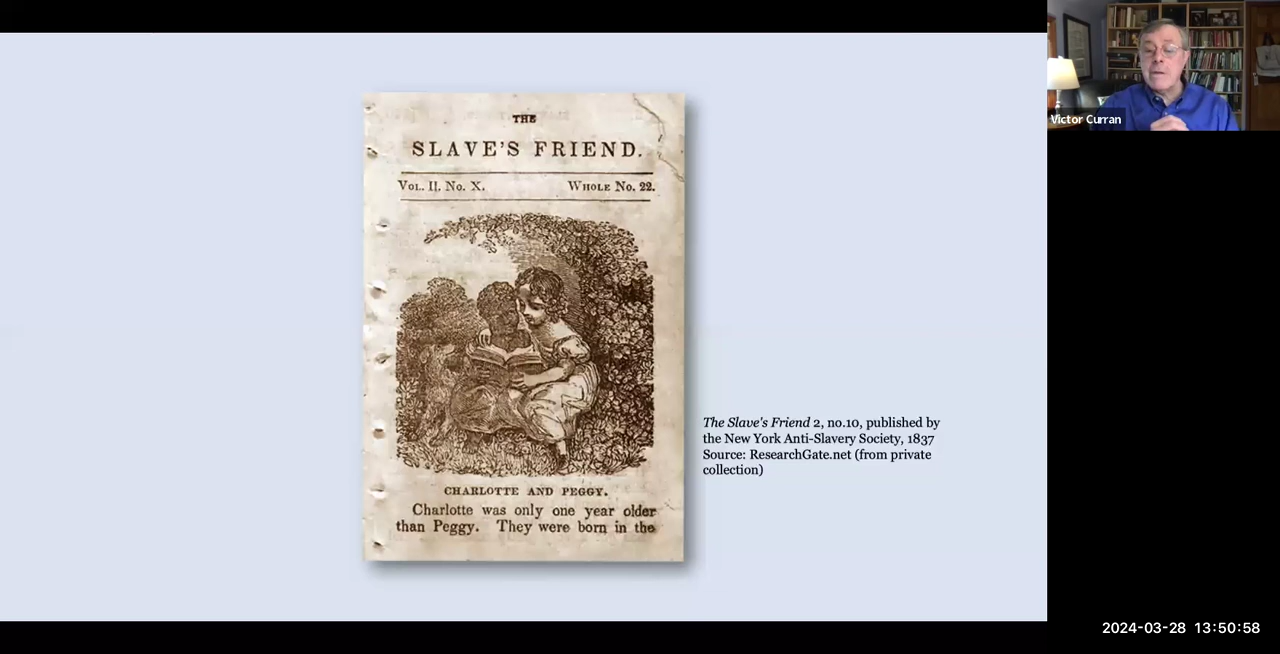 THE
SLAVE'S FRIEND.
VOL. II. No. X. WHOLE No. 22.
CHARLOTTE AND PEGGY.
Charlotte was only one year older
than Peggy. They were born in the
The Slave's Friend 2, no.10, published by
the New York Anti-Slavery Society, 1837
Source: ResearchGate.net (from private
collection)
Victor Curran
2024-03-28 13:50:58